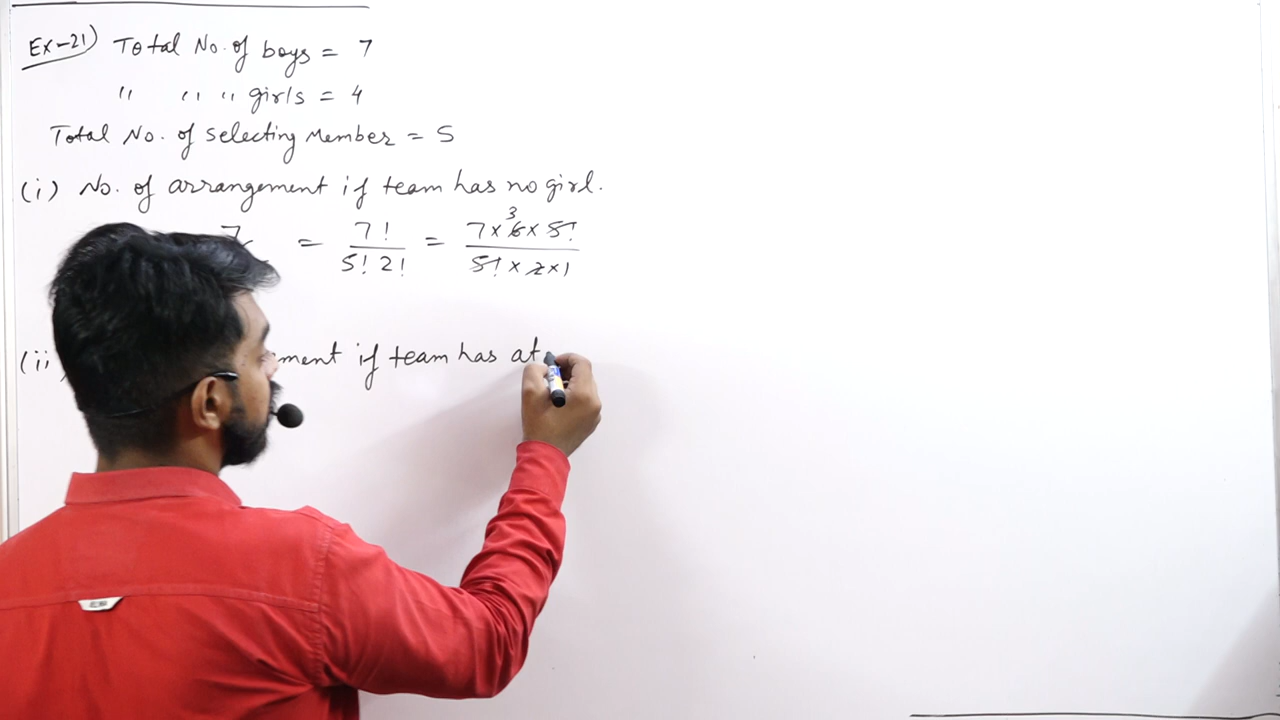 Ex-21) Total No. of boys = 7
" " " girls = 4
Total No. of selecting Member = 5
(i) No. of arrangement if team has no girl.
7 = 7! / 5! 2! = 7 x 6 x 5! / 5! x 2 x 1 3
(ii ment if team has at